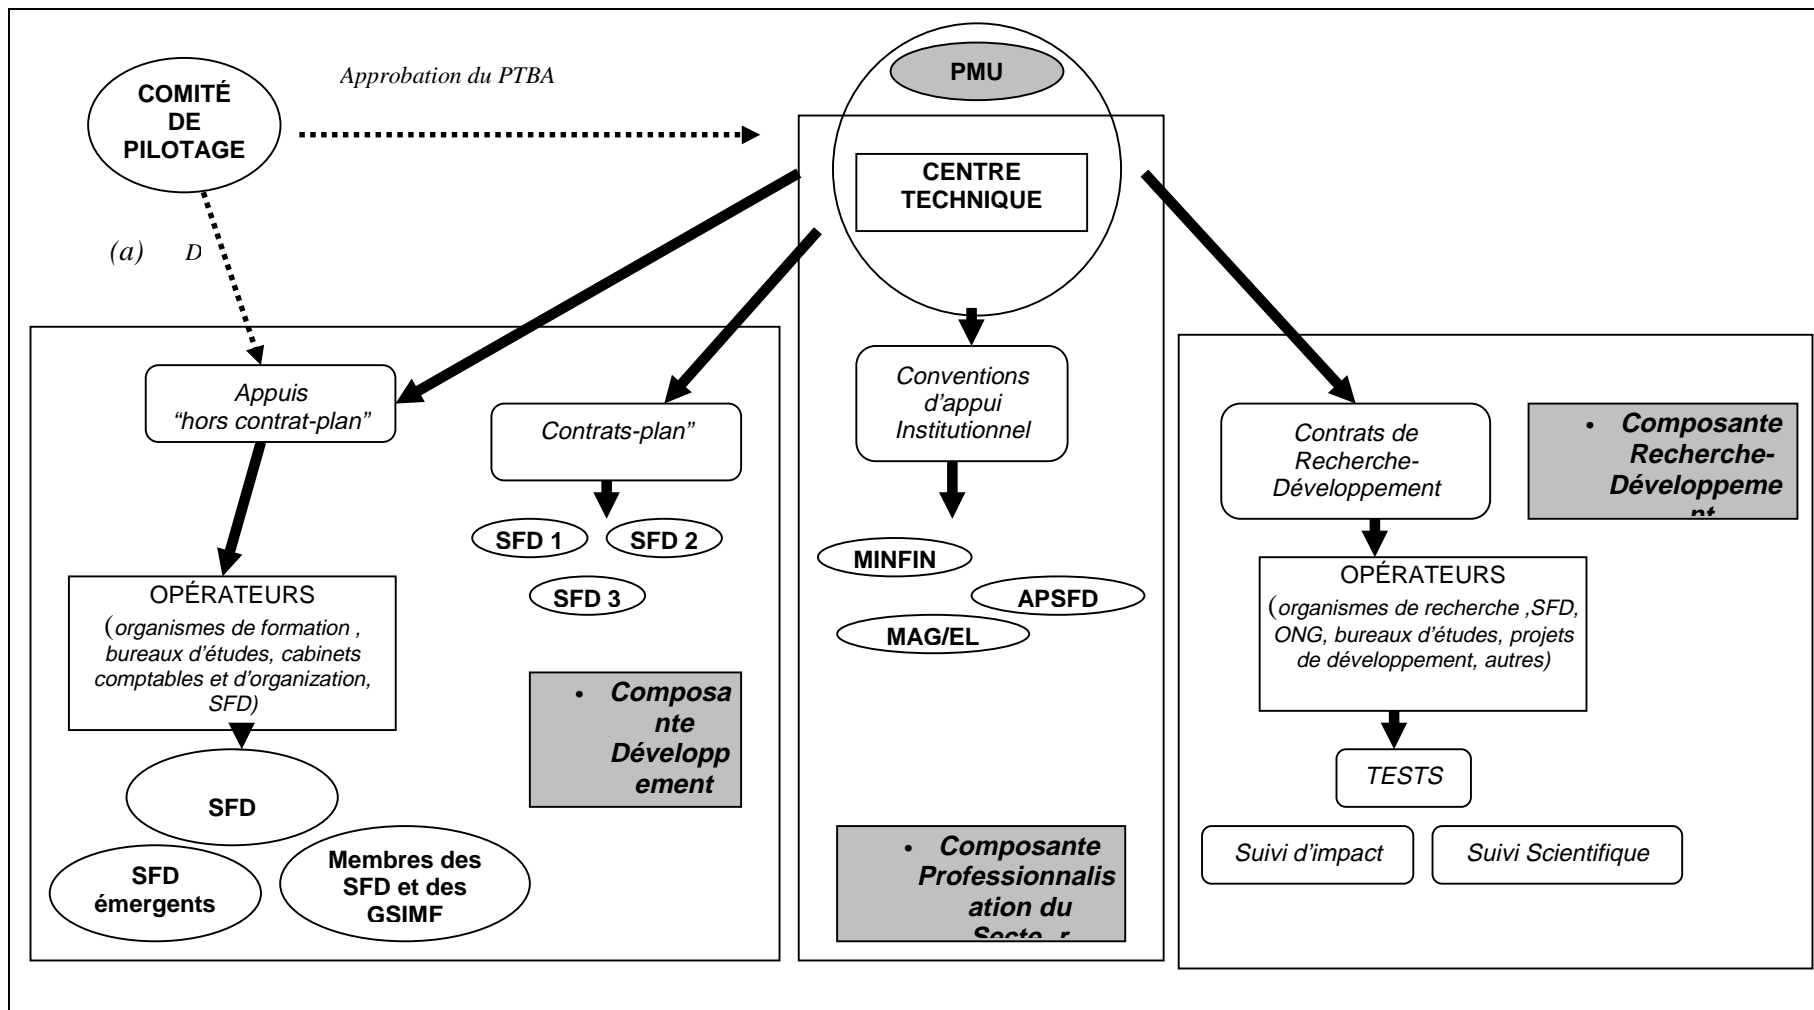 COMITÉ
DE
PILOTAGE
Approbation du PTBA
PMU
CENTRE
TECHNIQUE
(a) D
Appuis
“hors contrat-plan”
Contrats-plan”
Conventions
d’appui
Institutionnel
Contrats de
Recherche-
Développement
• Composante
Recherche-
Développeme
nt
SFD 1
SFD 2
SFD 3
MINFIN
APSFD
MAG/EL
OPÉRATEURS
(organismes de formation ,
bureaux d’études, cabinets
comptables et d’organization,
SFD)
OPÉRATEURS
(organismes de recherche ,SFD,
ONG, bureaux d’études, projets
de développement, autres)
• Composa
nte
Développ
ement
SFD
SFD
émergents
Membres des
SFD et des
GSIMF
• Composante
Professionnalis
ation du
TESTS
Suivi d’impact
Suivi Scientifique